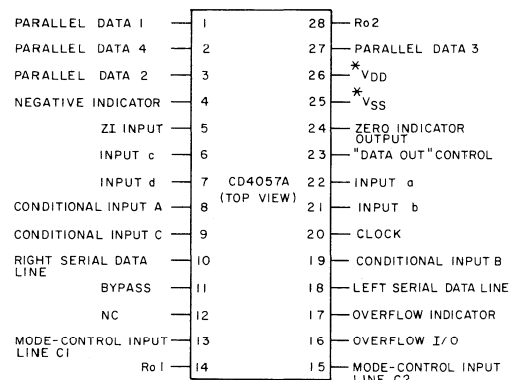 PARALLEL DATA 1 1 28 Ro2
PARALLEL DATA 4 2 27 PARALLEL DATA 3
PARALLEL DATA 2 3 26 *VDD
NEGATIVE INDICATOR 4 25 *VSS
ZI INPUT 5 24 ZERO INDICATOR
OUTPUT
INPUT c 6 23 "DATA OUT" CONTROL
INPUT d 7 CD4057A 22 INPUT a
(TOP VIEW)
CONDITIONAL INPUT A 8 21 INPUT b
CONDITIONAL INPUT C 9 20 CLOCK
RIGHT SERIAL DATA 10 19 CONDITIONAL INPUT B
LINE
BYPASS 11 18 LEFT SERIAL DATA LINE
NC 12 17 OVERFLOW INDICATOR
MODE-CONTROL INPUT 13 16 OVERFLOW I/O
LINE C1
Ro1 14 15 MODE-CONTROL INPUT
LINE C2